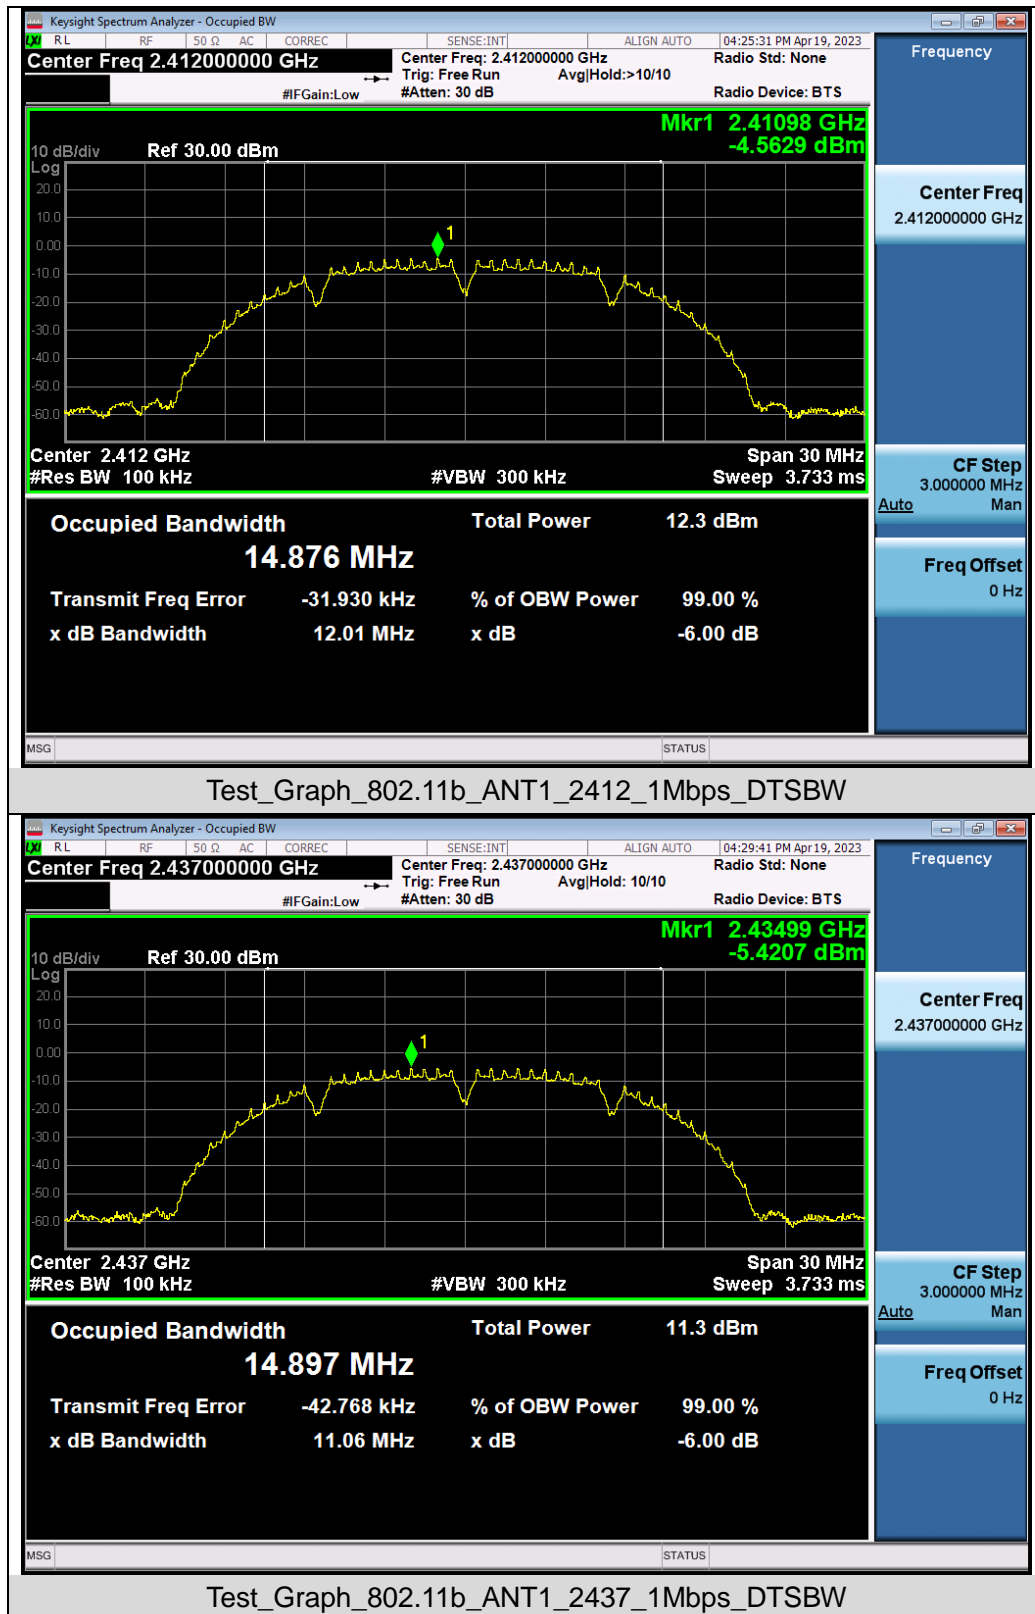 Keysight Spectrum Analyzer - Occupied BW
LXI RL RF 50 Ω AC CORREC SENSE:INT ALIGN AUTO 04:25:31 PM Apr 19, 2023
Center Freq 2.412000000 GHz Center Freq: 2.412000000 GHz Radio Std: None
Trig: Free Run Avg|Hold:>10/10
#IFGain:Low #Atten: 30 dB Radio Device: BTS
Frequency
Mkr1 2.41098 GHz
-4.5629 dBm
10 dB/div Ref 30.00 dBm
Log
20.0
10.0
0.00
-10.0
-20.0
-30.0
-40.0
-50.0
-60.0
1
Center 2.412 GHz Span 30 MHz
#Res BW 100 kHz #VBW 300 kHz Sweep 3.733 ms
Center Freq
2.412000000 GHz
CF Step
3.000000 MHz
Auto Man
Freq Offset
0 Hz
Occupied Bandwidth Total Power 12.3 dBm
14.876 MHz
Transmit Freq Error -31.930 kHz % of OBW Power 99.00 %
x dB Bandwidth 12.01 MHz x dB -6.00 dB
MSG STATUS
Test_Graph_802.11b_ANT1_2412_1Mbps_DTSBW
Keysight Spectrum Analyzer - Occupied BW
LXI RL RF 50 Ω AC CORREC SENSE:INT ALIGN AUTO 04:29:41 PM Apr 19, 2023
Center Freq 2.437000000 GHz Center Freq: 2.437000000 GHz Radio Std: None
Trig: Free Run Avg|Hold: 10/10
#IFGain:Low #Atten: 30 dB Radio Device: BTS
Frequency
Mkr1 2.43499 GHz
-5.4207 dBm
10 dB/div Ref 30.00 dBm
Log
20.0
10.0
0.00
-10.0
-20.0
-30.0
-40.0
-50.0
-60.0
1
Center 2.437 GHz Span 30 MHz
#Res BW 100 kHz #VBW 300 kHz Sweep 3.733 ms
Center Freq
2.437000000 GHz
CF Step
3.000000 MHz
Auto Man
Freq Offset
0 Hz
Occupied Bandwidth Total Power 11.3 dBm
14.897 MHz
Transmit Freq Error -42.768 kHz % of OBW Power 99.00 %
x dB Bandwidth 11.06 MHz x dB -6.00 dB
MSG STATUS
Test_Graph_802.11b_ANT1_2437_1Mbps_DTSBW